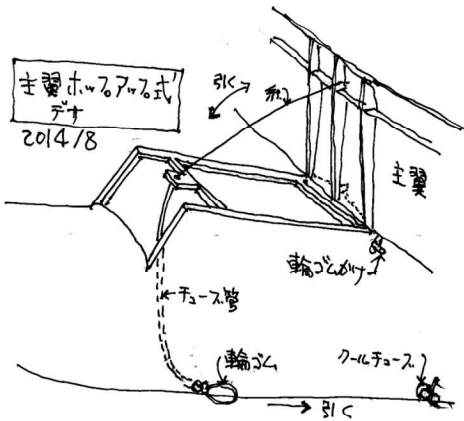 主翼ホップアップ式
デサ
2014/8
引く
糸
主翼
輪ゴムかけ
チューブ管
輪ゴム
クールチューブ
引く